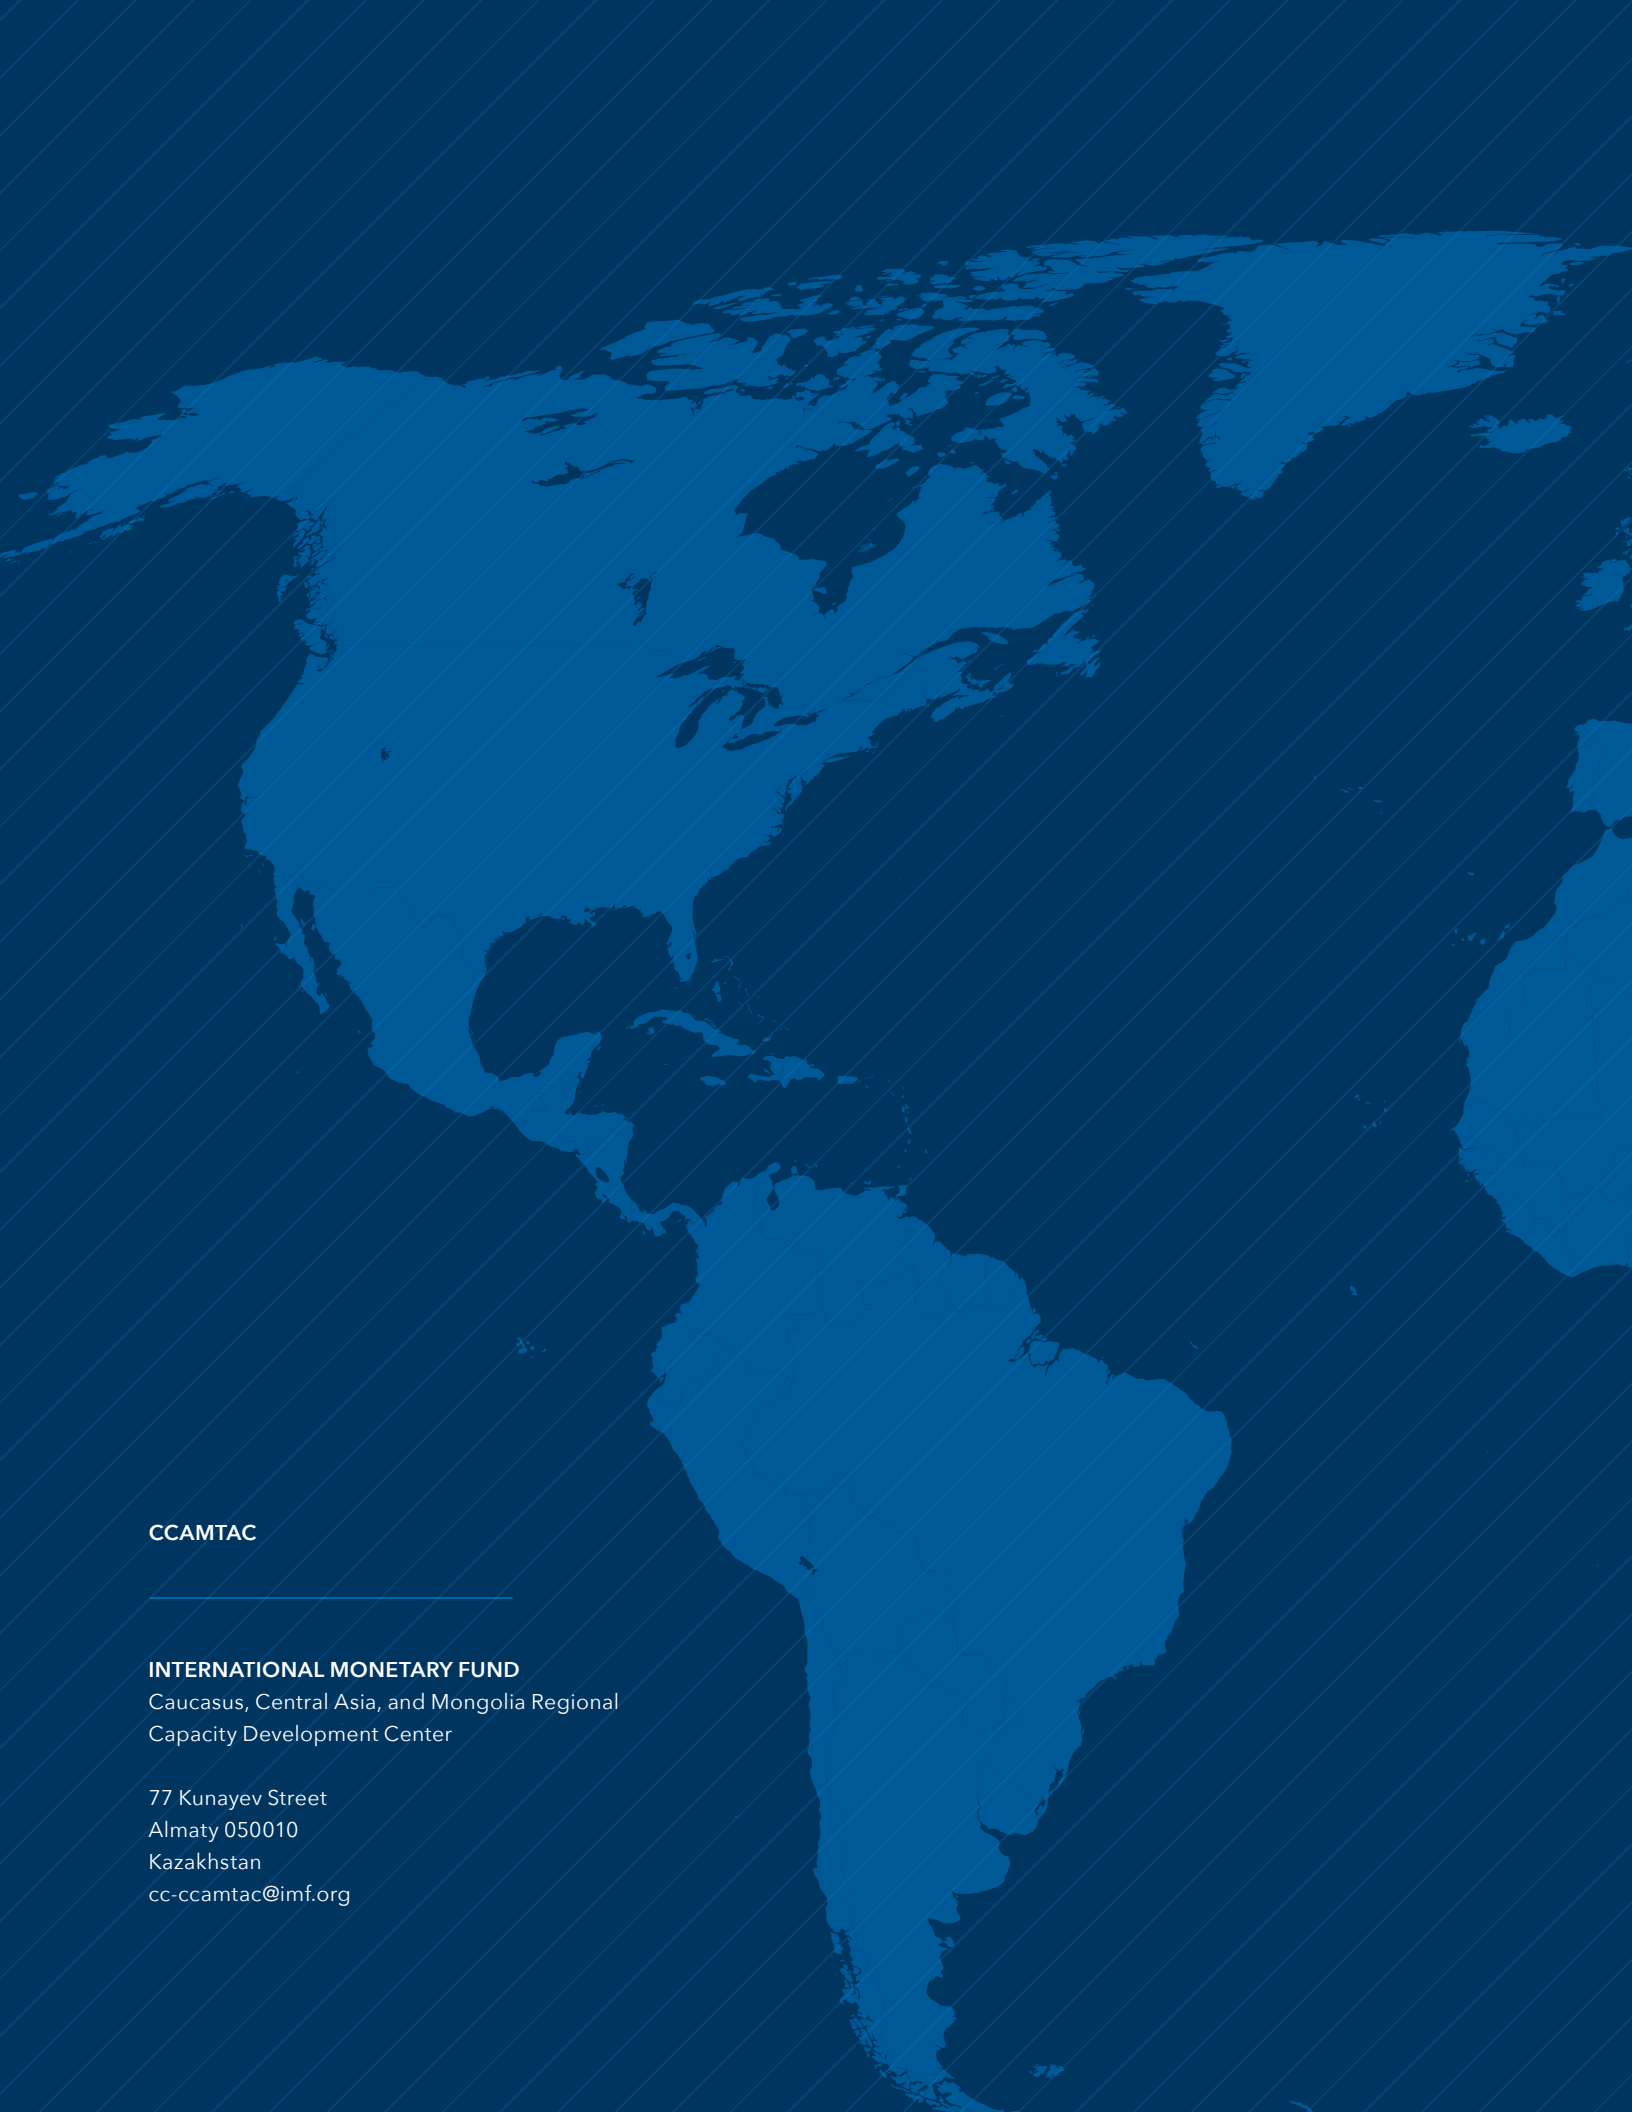 CCAMTAC
INTERNATIONAL MONETARY FUND
Caucasus, Central Asia, and Mongolia Regional
Capacity Development Center
77 Kunayev Street
Almaty 050010
Kazakhstan
cc-ccamtac@imf.org